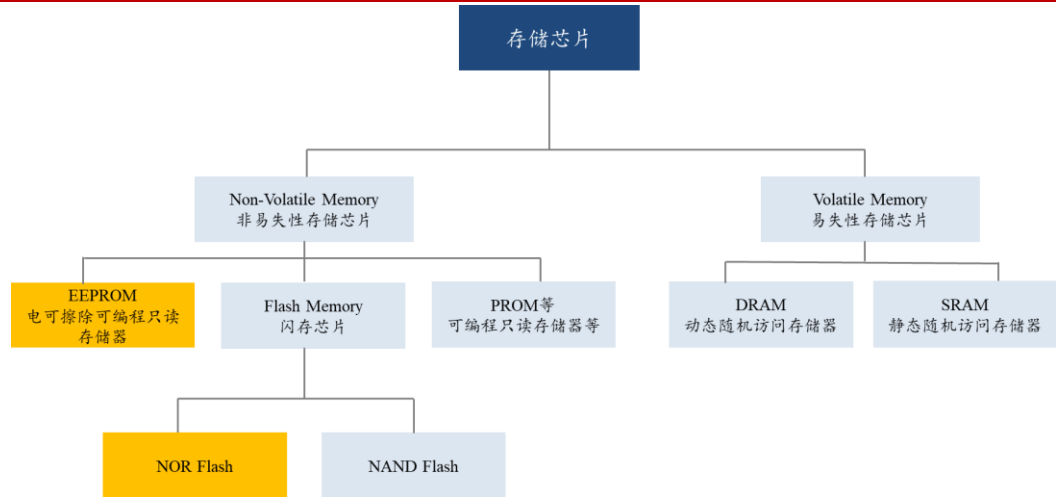 存储芯片
Non-Volatile Memory
非易失性存储芯片
Volatile Memory
易失性存储芯片
EEPROM
电可擦除可编程只读
存储器
Flash Memory
闪存芯片
PROM等
可编程只读存储器等
DRAM
动态随机访问存储器
SRAM
静态随机访问存储器
NOR Flash
NAND Flash